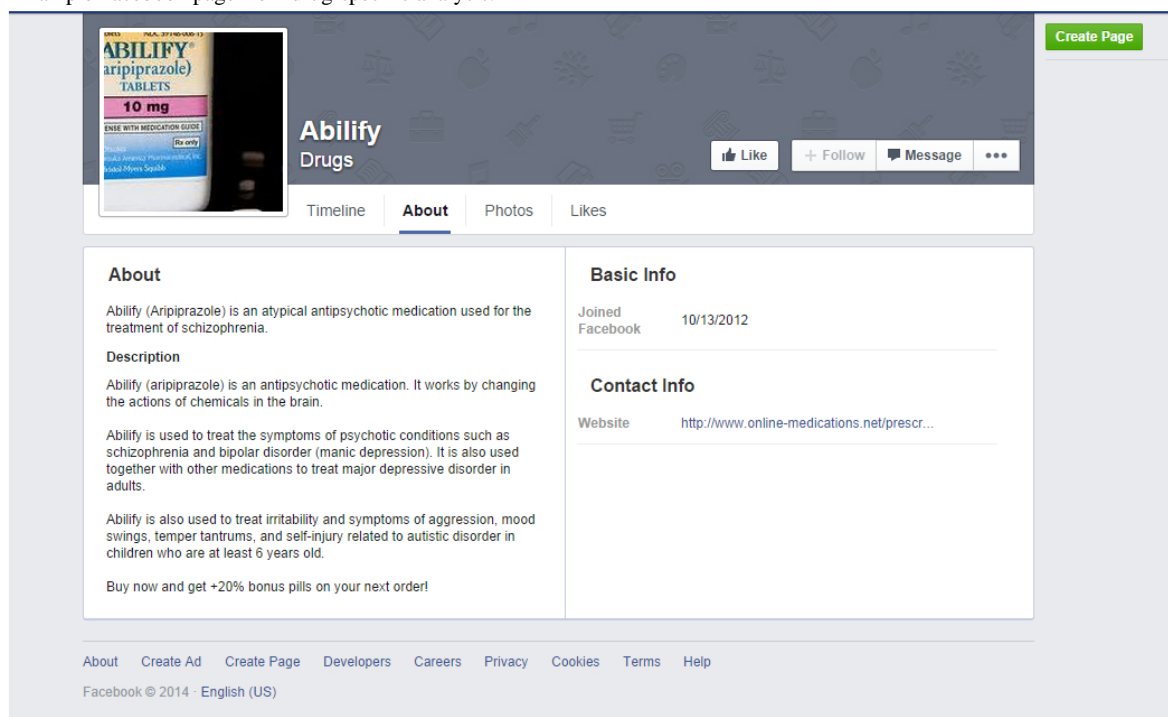 ABILIFY®
aripiprazole)
TABLETS
10 mg
ENSE WITH MEDICATION GUIDE
Rx only
Bristol-Myers Squibb
Create Page
Abilify
Drugs
Like
+ Follow
Message
Timeline
About
Photos
Likes
About
Abilify (Aripiprazole) is an atypical antipsychotic medication used for the
treatment of schizophrenia.
Description
Abilify (aripiprazole) is an antipsychotic medication. It works by changing
the actions of chemicals in the brain.
Abilify is used to treat the symptoms of psychotic conditions such as
schizophrenia and bipolar disorder (manic depression). It is also used
together with other medications to treat major depressive disorder in
adults.
Abilify is also used to treat irritability and symptoms of aggression, mood
swings, temper tantrums, and self-injury related to autistic disorder in
children who are at least 6 years old.
Buy now and get +20% bonus pills on your next order!
Basic Info
Joined
Facebook
10/13/2012
Contact Info
Website
http://www.online-medications.net/prescr...
About
Create Ad
Create Page
Developers
Careers
Privacy
Cookies
Terms
Help
Facebook © 2014 · English (US)